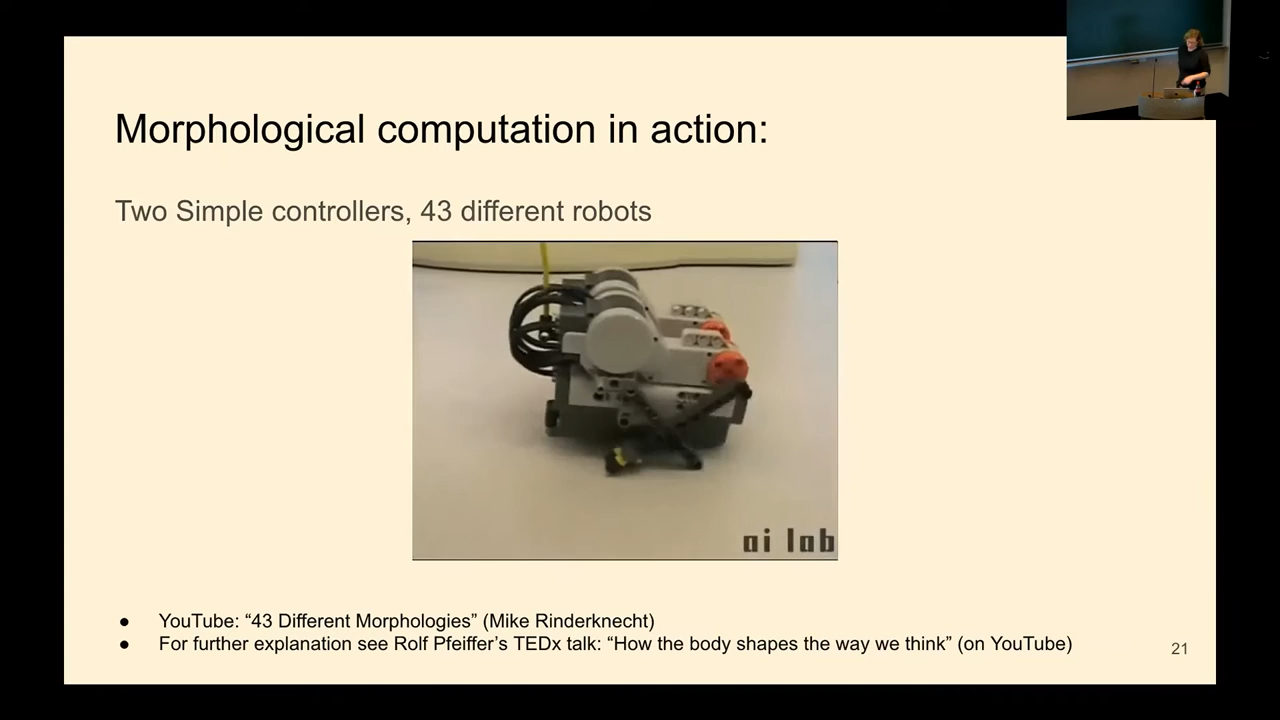 Morphological computation in action:
Two Simple controllers, 43 different robots
ai lab
● YouTube: “43 Different Morphologies” (Mike Rinderknecht)
● For further explanation see Rolf Pfeiffer’s TEDx talk: “How the body shapes the way we think” (on YouTube)
21